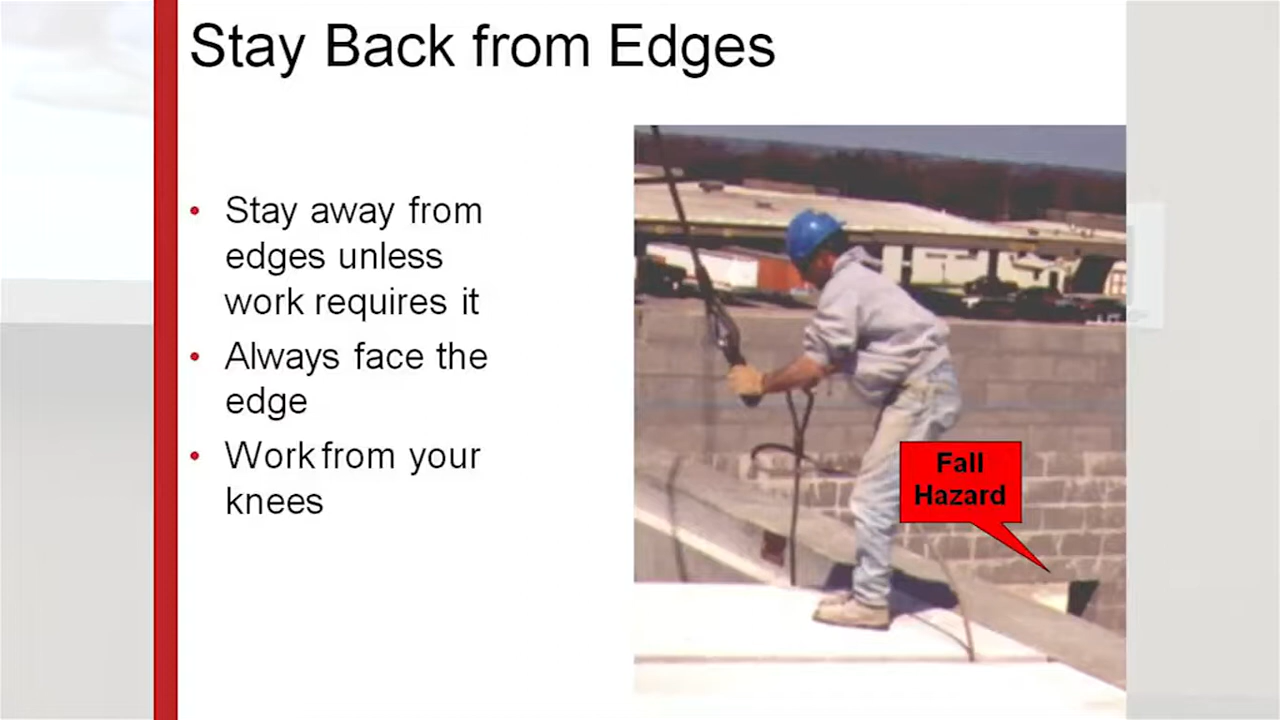 Stay Back from Edges
• Stay away from
edges unless
work requires it
• Always face the
edge
• Work from your
knees
Fall
Hazard